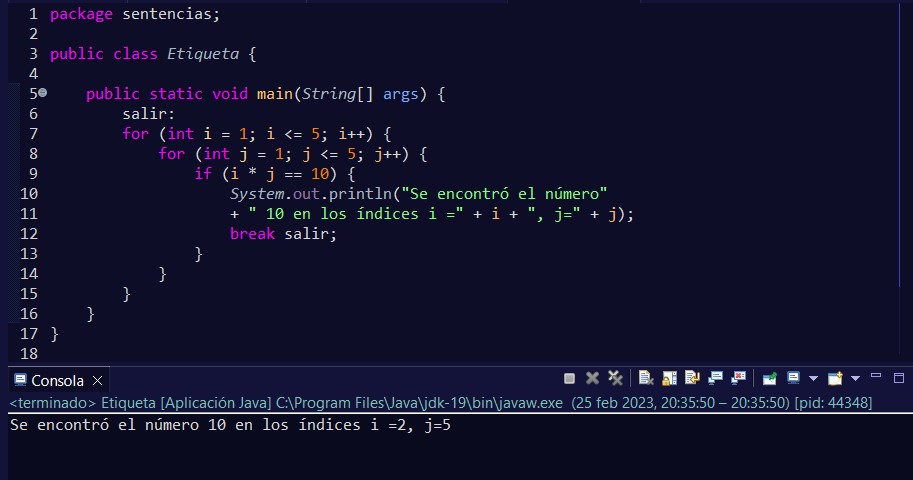 1 package sentencias;
2
3 public class Etiqueta {
4
5     public static void main(String[] args) {
6         salir:
7         for (int i = 1; i <= 5; i++) {
8             for (int j = 1; j <= 5; j++) {
9                 if (i * j == 10) {
10                     System.out.println("Se encontró el número"
11                     + " 10 en los índices i =" + i + ", j=" + j);
12                     break salir;
13                 }
14             }
15         }
16     }
17 }
18
Consola
<terminado> Etiqueta [Aplicación Java] C:\Program Files\Java\jdk-19\bin\javaw.exe (25 feb 2023, 20:35:50 – 20:35:50) [pid: 44348]
Se encontró el número 10 en los índices i =2, j=5